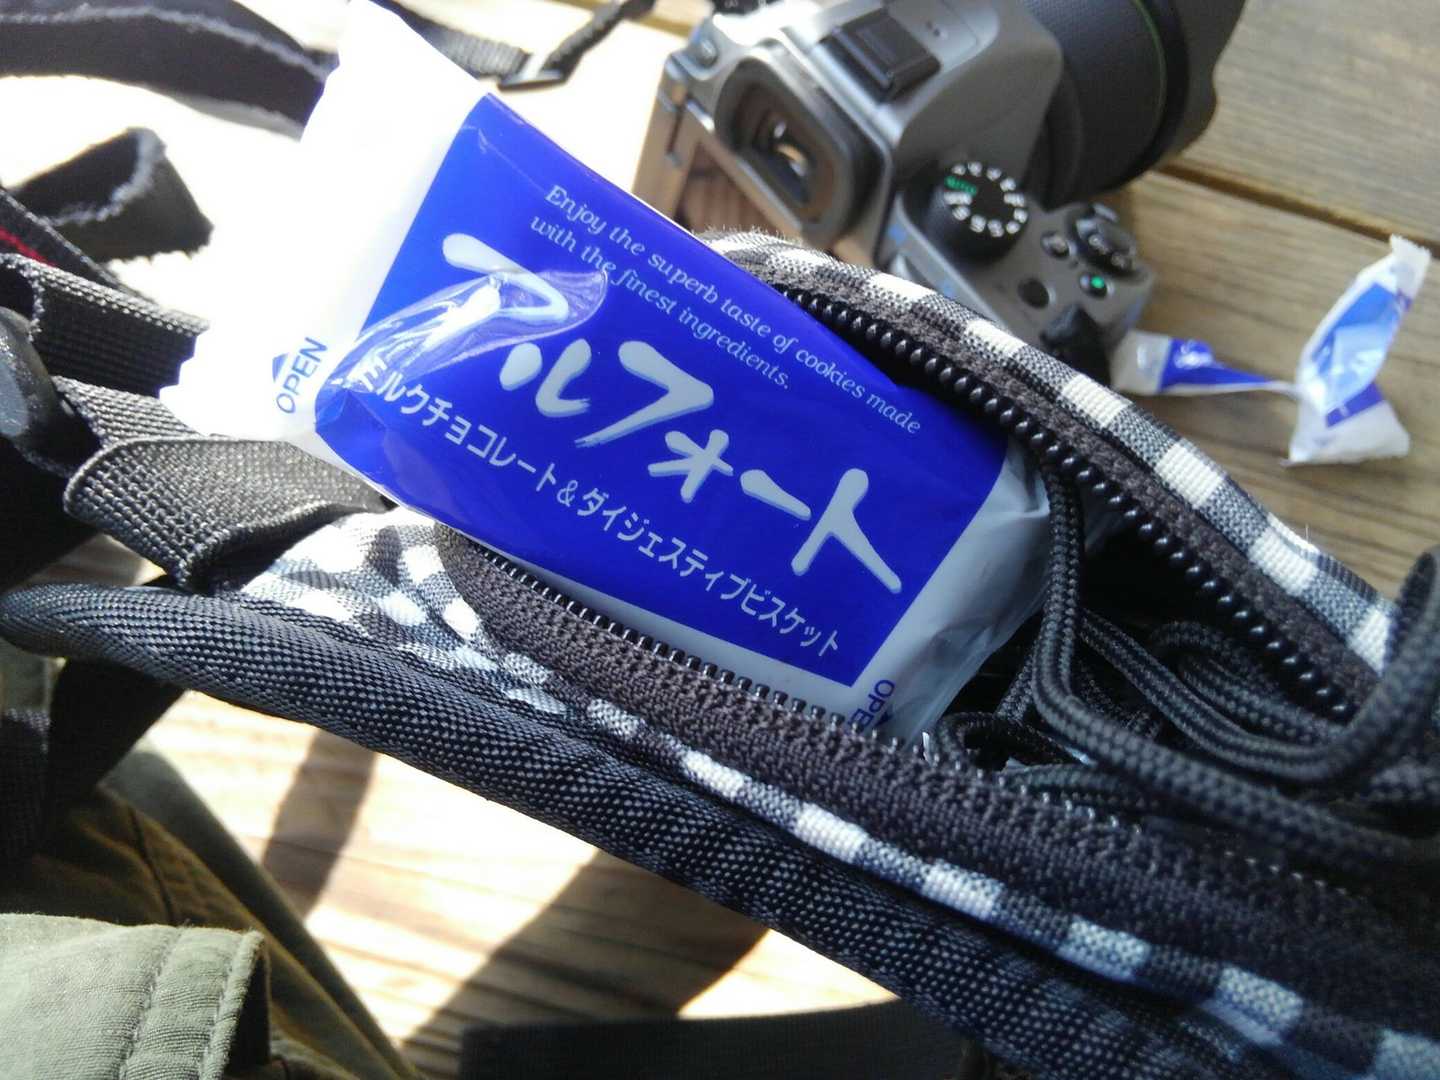 Enjoy the superb taste of cookies made
with the finest ingredients.
アルフォート
ミルクチョコレート&ダイジェスティブビスケット
OPEN
OPE
AUTO